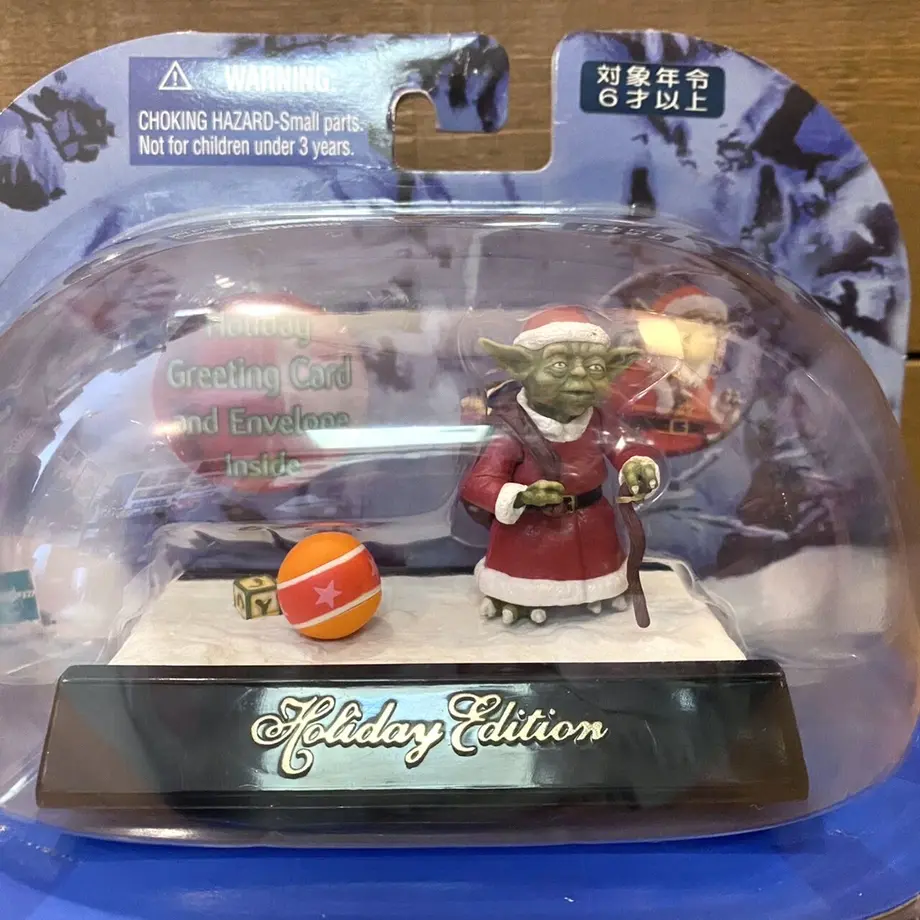 WARNING:
CHOKING HAZARD-Small parts.
Not for children under 3 years.
対象年令
6才以上
Holiday
Greeting Card
and Envelope
Inside
Y
Holiday Edition